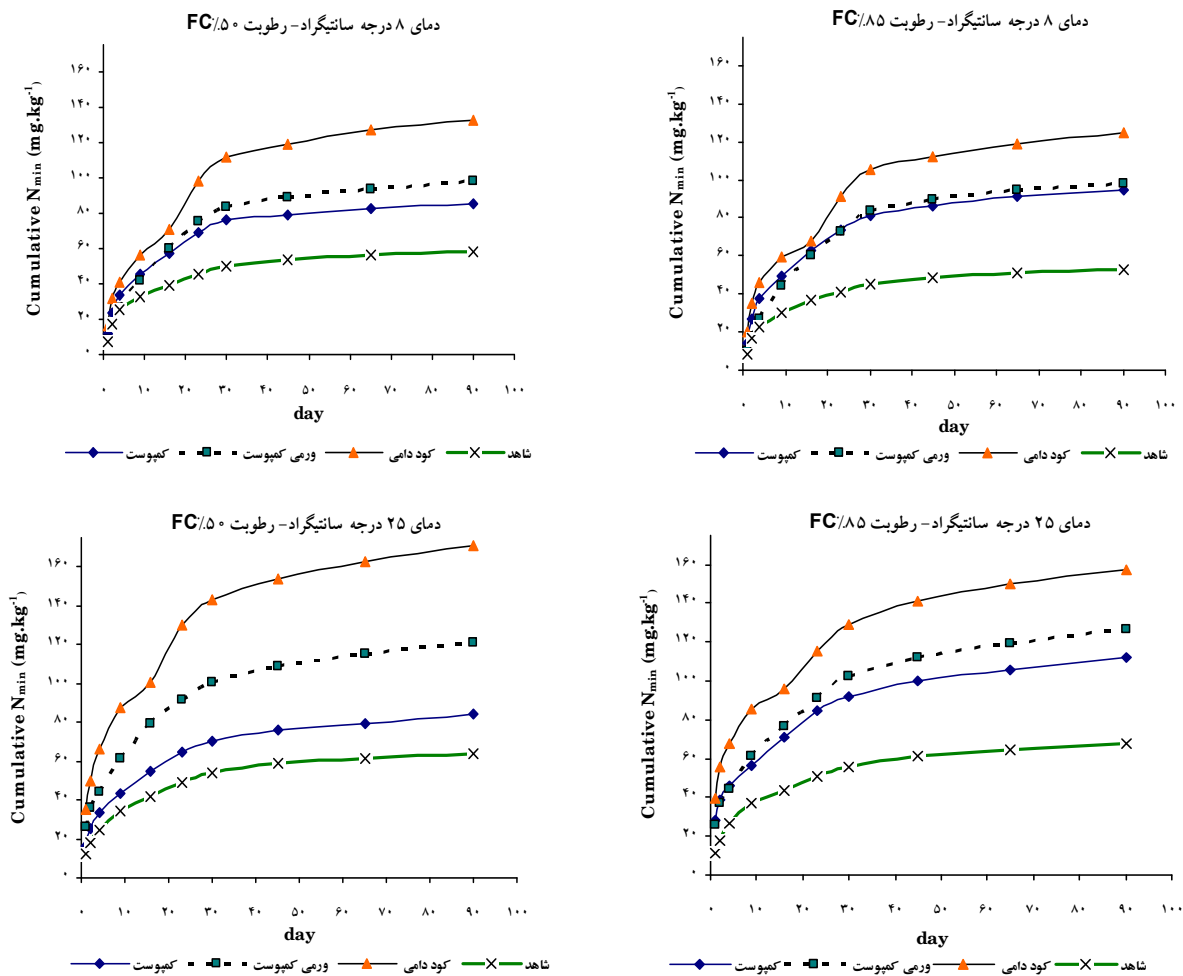 دمای ۸ درجه سانتیگراد- رطوبت ۵۰٪FC
Cumulative N_min (mg.kg⁻¹)
۱۶۰
۱۴۰
۱۲۰
۱۰۰
۸۰
۶۰
۴۰
۲۰
۰
۰ ۱۰ ۲۰ ۳۰ ۴۰ ۵۰ ۶۰ ۷۰ ۸۰ ۹۰ ۱۰۰
day
کمپوست ورمی کمپوست کود دامی شاهد
دمای ۸ درجه سانتیگراد- رطوبت ۸۵٪FC
Cumulative N_min (mg.kg⁻¹)
۱۶۰
۱۴۰
۱۲۰
۱۰۰
۸۰
۶۰
۴۰
۲۰
۰
۰ ۱۰ ۲۰ ۳۰ ۴۰ ۵۰ ۶۰ ۷۰ ۸۰ ۹۰ ۱۰۰
day
کمپوست ورمی کمپوست کود دامی شاهد
دمای ۲۵ درجه سانتیگراد- رطوبت ۵۰٪FC
Cumulative N_min (mg.kg⁻¹)
۱۶۰
۱۴۰
۱۲۰
۱۰۰
۸۰
۶۰
۴۰
۲۰
۰
۰ ۱۰ ۲۰ ۳۰ ۴۰ ۵۰ ۶۰ ۷۰ ۸۰ ۹۰ ۱۰۰
day
کمپوست ورمی کمپوست کود دامی شاهد
دمای ۲۵ درجه سانتیگراد- رطوبت ۸۵٪FC
Cumulative N_min (mg.kg⁻¹)
۱۶۰
۱۴۰
۱۲۰
۱۰۰
۸۰
۶۰
۴۰
۲۰
۰
۰ ۱۰ ۲۰ ۳۰ ۴۰ ۵۰ ۶۰ ۷۰ ۸۰ ۹۰ ۱۰۰
day
کمپوست ورمی کمپوست کود دامی شاهد